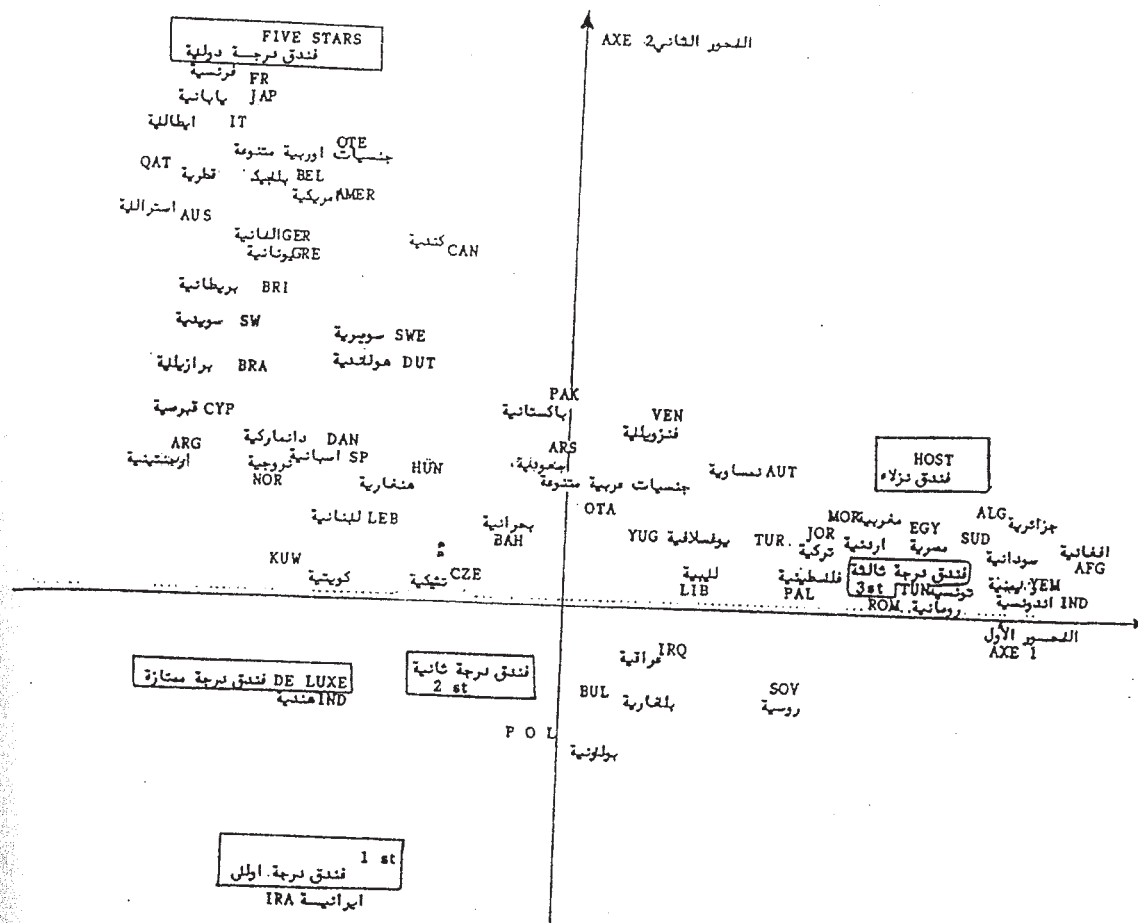 FIVE STARS
فندق درجة دولية
AXE 2 المحور الثاني
فرنسية FR
يابانية JAP
ايطالية IT
OTE
جنسيات اوربية متنوعة
QAT قطرية
بلجيك BEL
امريكية AMER
استرالية AUS
المانية GER
يونانية GRE
كندية CAN
بريطانية BRI
سويدية SW
سويسرية SWE
برازيلية BRA
هولندية DUT
قبرصية CYP
PAK
باكستانية
VEN
فنزويلية
ARG
ارجنتينية
دانماركية DAN
اسبانية SP
نروجية
NOR
HÜN
هنغارية
ARS
جنسيات عربية متنوعة
OTA
نمساوية AUT
HOST
فندق نزلاء
لبنانية LEB
بحرانية
BAH
YUG يوغسلافية
TUR.
تركية
JOR
اردنية
MOR مغربية
EGY
مصرية
SUD
سودانية
ALG
جزائرية
افغانية
AFG
KUW
كويتية
تشيكية CZE
ليبية
LIB
فلسطينية
PAL
فندق درجة ثالثة
3st
TUN تونسية
YEM
ROM رومانية
اندونسية IND
المحور الأول
AXE 1
فندق درجة ممتازة DE LUXE
هندية IND
فندق درجة ثانية
2 st
عراقية IRQ
BUL بلغارية
SOV
روسية
P O L
بولونية
1 st
فندق درجة اولى
ايرانية IRA